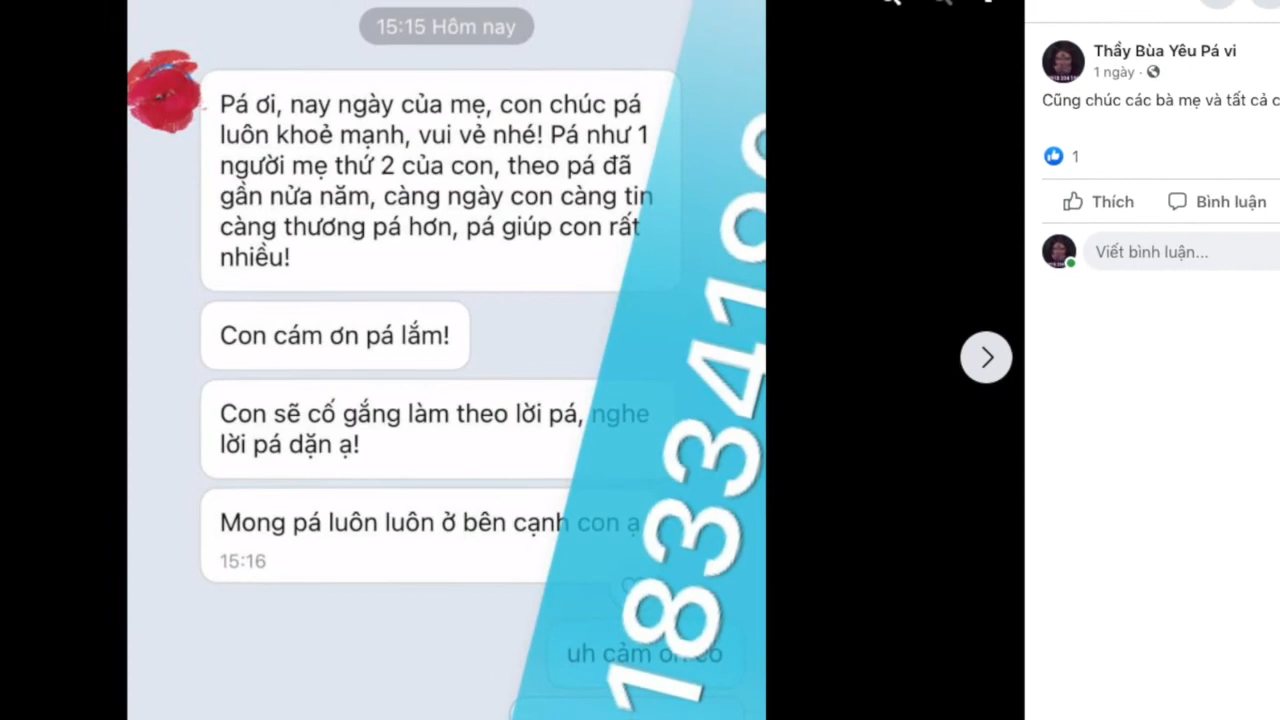 15:15 Hôm nay
Pá ơi, nay ngày của mẹ, con chúc pá
luôn khoẻ mạnh, vui vẻ nhé! Pá như 1
người mẹ thứ 2 của con, theo pá đã
gần nửa năm, càng ngày con càng tin
càng thương pá hơn, pá giúp con rất
nhiều!
Con cám ơn pá lắm!
Con sẽ cố gắng làm theo lời pá, nghe
lời pá dặn ạ!
Mong pá luôn luôn ở bên cạnh con ạ
15:16
uh cảm ơn
1833419
Thầy Bùa Yêu Pá vi
1 ngày
Cũng chúc các bà mẹ và tất cả
1
Thích
Bình luận
Viết bình luận...